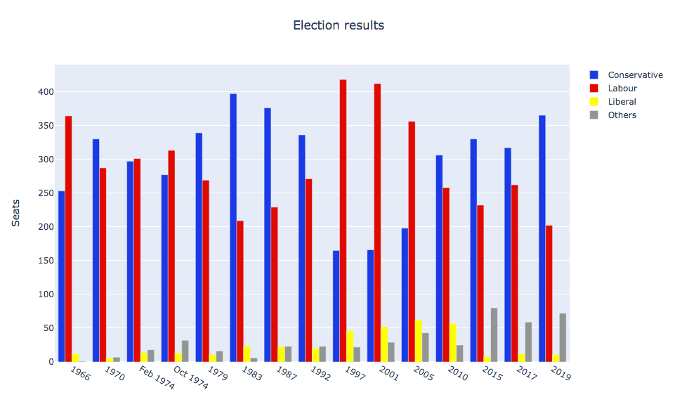 Election results
Conservative
Labour
Liberal
Others
Seats
400
350
300
250
200
150
100
50
0
1966
1970
Feb 1974
Oct 1974
1979
1983
1987
1992
1997
2001
2005
2010
2015
2017
2019